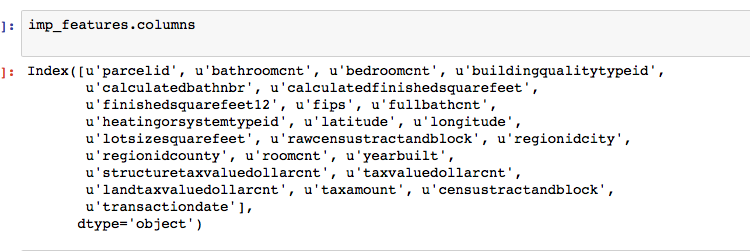 ]: imp_features.columns
]: Index([u'parcelid', u'bathroomcnt', u'bedroomcnt', u'buildingqualitytypeid',
u'calculatedbathnbr', u'calculatedfinishedsquarefeet',
u'finishedsquarefeet12', u'fips', u'fullbathcnt',
u'heatingorsystemtypeid', u'latitude', u'longitude',
u'lotsizesquarefeet', u'rawcensustractandblock', u'regionidcity',
u'regionidcounty', u'roomcnt', u'yearbuilt',
u'structuretaxvaluedollarcnt', u'taxvaluedollarcnt',
u'landtaxvaluedollarcnt', u'taxamount', u'censustractandblock',
u'transactiondate'],
dtype='object')